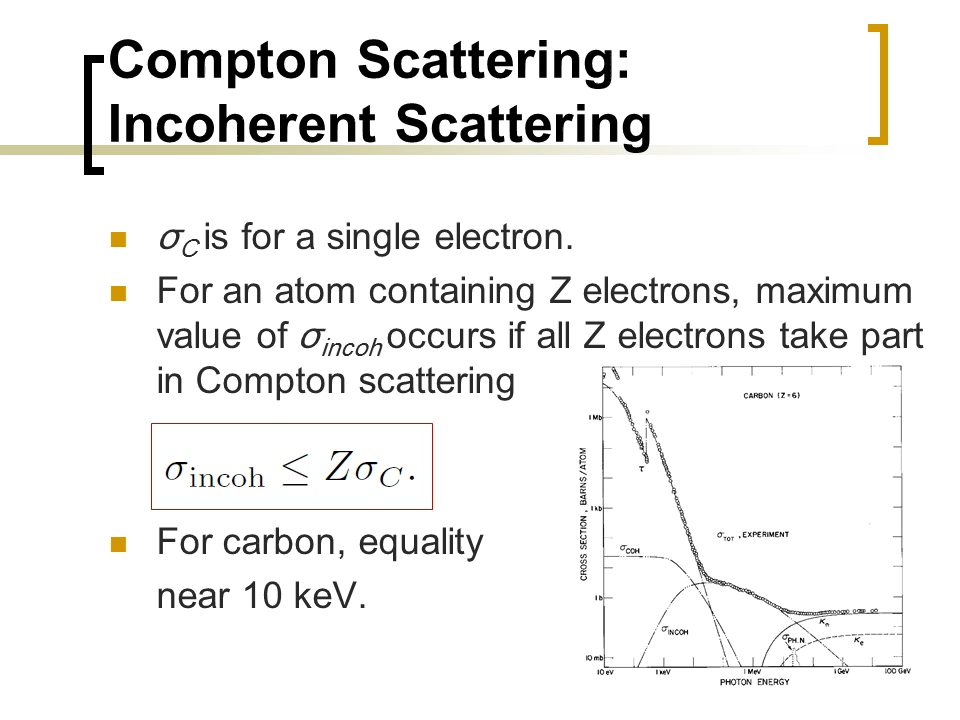 Compton Scattering:
Incoherent Scattering
σC is for a single electron.
For an atom containing Z electrons, maximum
value of σincoh occurs if all Z electrons take part
in Compton scattering
σincoh ≤ ZσC.
For carbon, equality
near 10 keV.
CARBON (Z=6)
CROSS SECTION, BARNS/ATOM
1 Mb
τ
1 kb
σTOT, EXPERIMENT
σCOH
1 b
σINCOH
κn
σPH.N.
κe
10 mb
10 eV 1 keV 1 MeV 1 GeV 100 GeV
PHOTON ENERGY